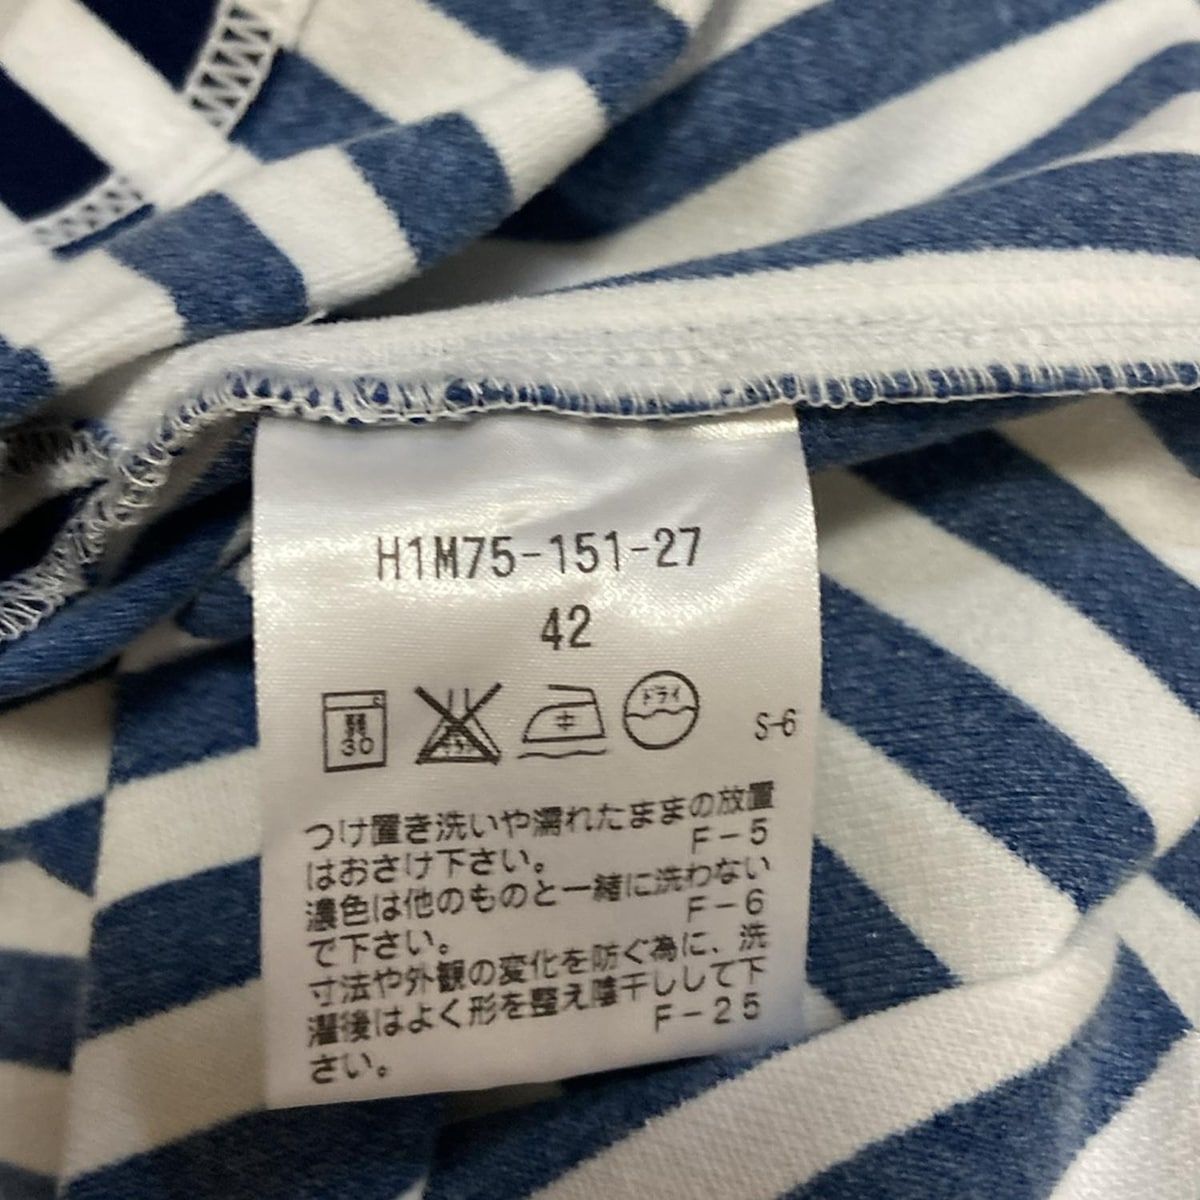 H1M75-151-27
42
30
ドライ
S-6
つけ置き洗いや濡れたままの放置
はおさけ下さい。 F-5
濃色は他のものと一緒に洗わない
で下さい。 F-6
寸法や外観の変化を防ぐ為に、洗
濯後はよく形を整え陰干しして下
さい。 F-25